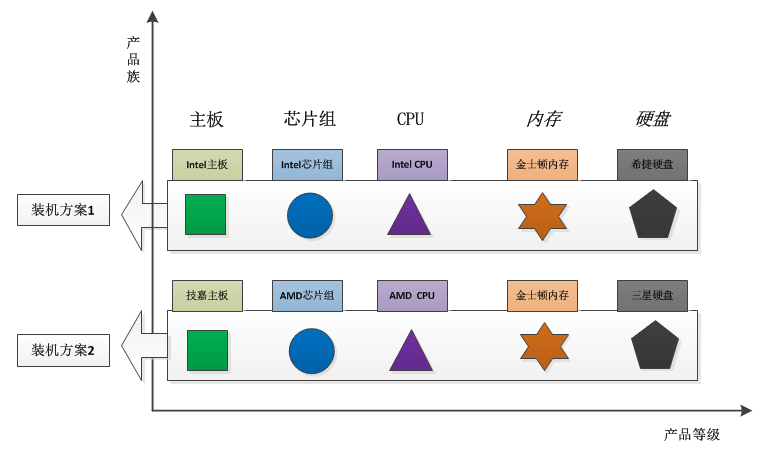 产品族
主板 芯片组 CPU 内存 硬盘
Intel主板 Intel芯片组 Intel CPU 金士顿内存 希捷硬盘
装机方案1
技嘉主板 AMD芯片组 AMD CPU 金士顿内存 三星硬盘
装机方案2
产品等级